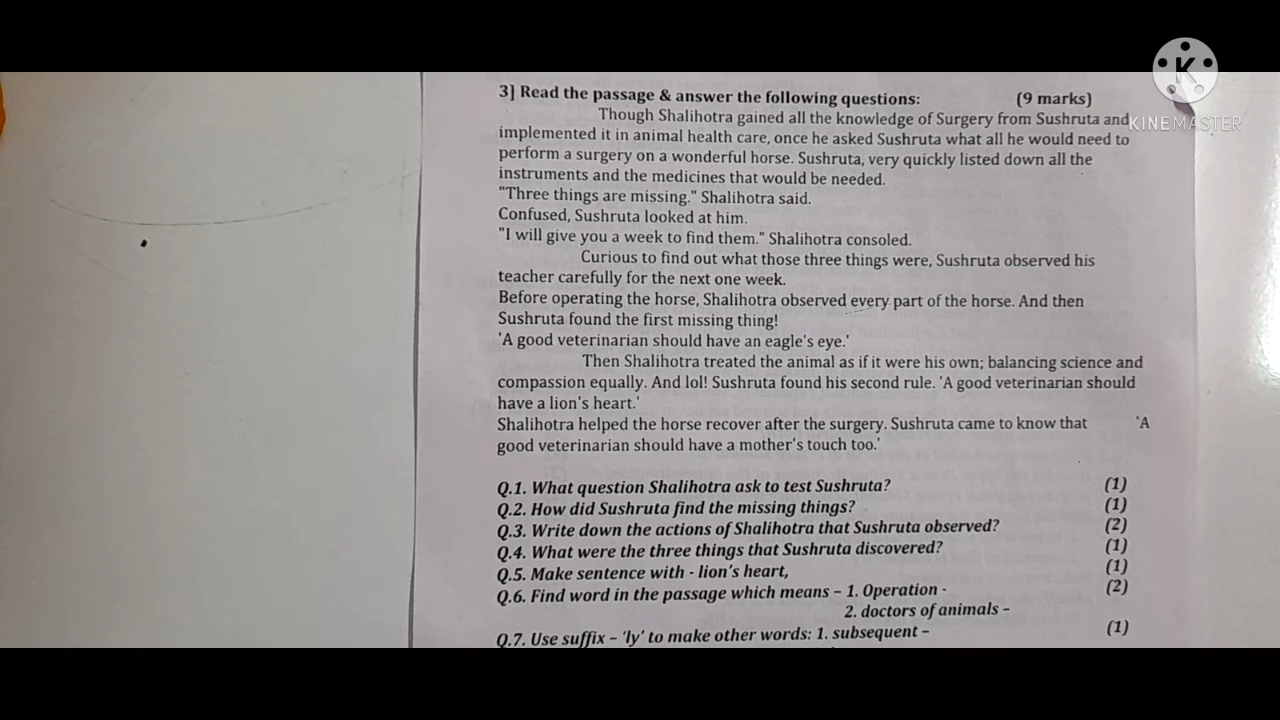 3] Read the passage & answer the following questions: (9 marks)
Though Shalihotra gained all the knowledge of Surgery from Sushruta and
implemented it in animal health care, once he asked Sushruta what all he would need to
perform a surgery on a wonderful horse. Sushruta, very quickly listed down all the
instruments and the medicines that would be needed.
"Three things are missing." Shalihotra said.
Confused, Sushruta looked at him.
"I will give you a week to find them." Shalihotra consoled.
Curious to find out what those three things were, Sushruta observed his
teacher carefully for the next one week.
Before operating the horse, Shalihotra observed every part of the horse. And then
Sushruta found the first missing thing!
'A good veterinarian should have an eagle's eye.'
Then Shalihotra treated the animal as if it were his own; balancing science and
compassion equally. And lol! Sushruta found his second rule. 'A good veterinarian should
have a lion's heart.'
Shalihotra helped the horse recover after the surgery. Sushruta came to know that 'A
good veterinarian should have a mother's touch too.'
Q.1. What question Shalihotra ask to test Sushruta? (1)
Q.2. How did Sushruta find the missing things? (1)
Q.3. Write down the actions of Shalihotra that Sushruta observed? (2)
Q.4. What were the three things that Sushruta discovered? (1)
Q.5. Make sentence with - lion's heart, (1)
Q.6. Find word in the passage which means – 1. Operation - (2)
2. doctors of animals –
Q.7. Use suffix – 'ly' to make other words: 1. subsequent – (1)
K
KINEMASTER